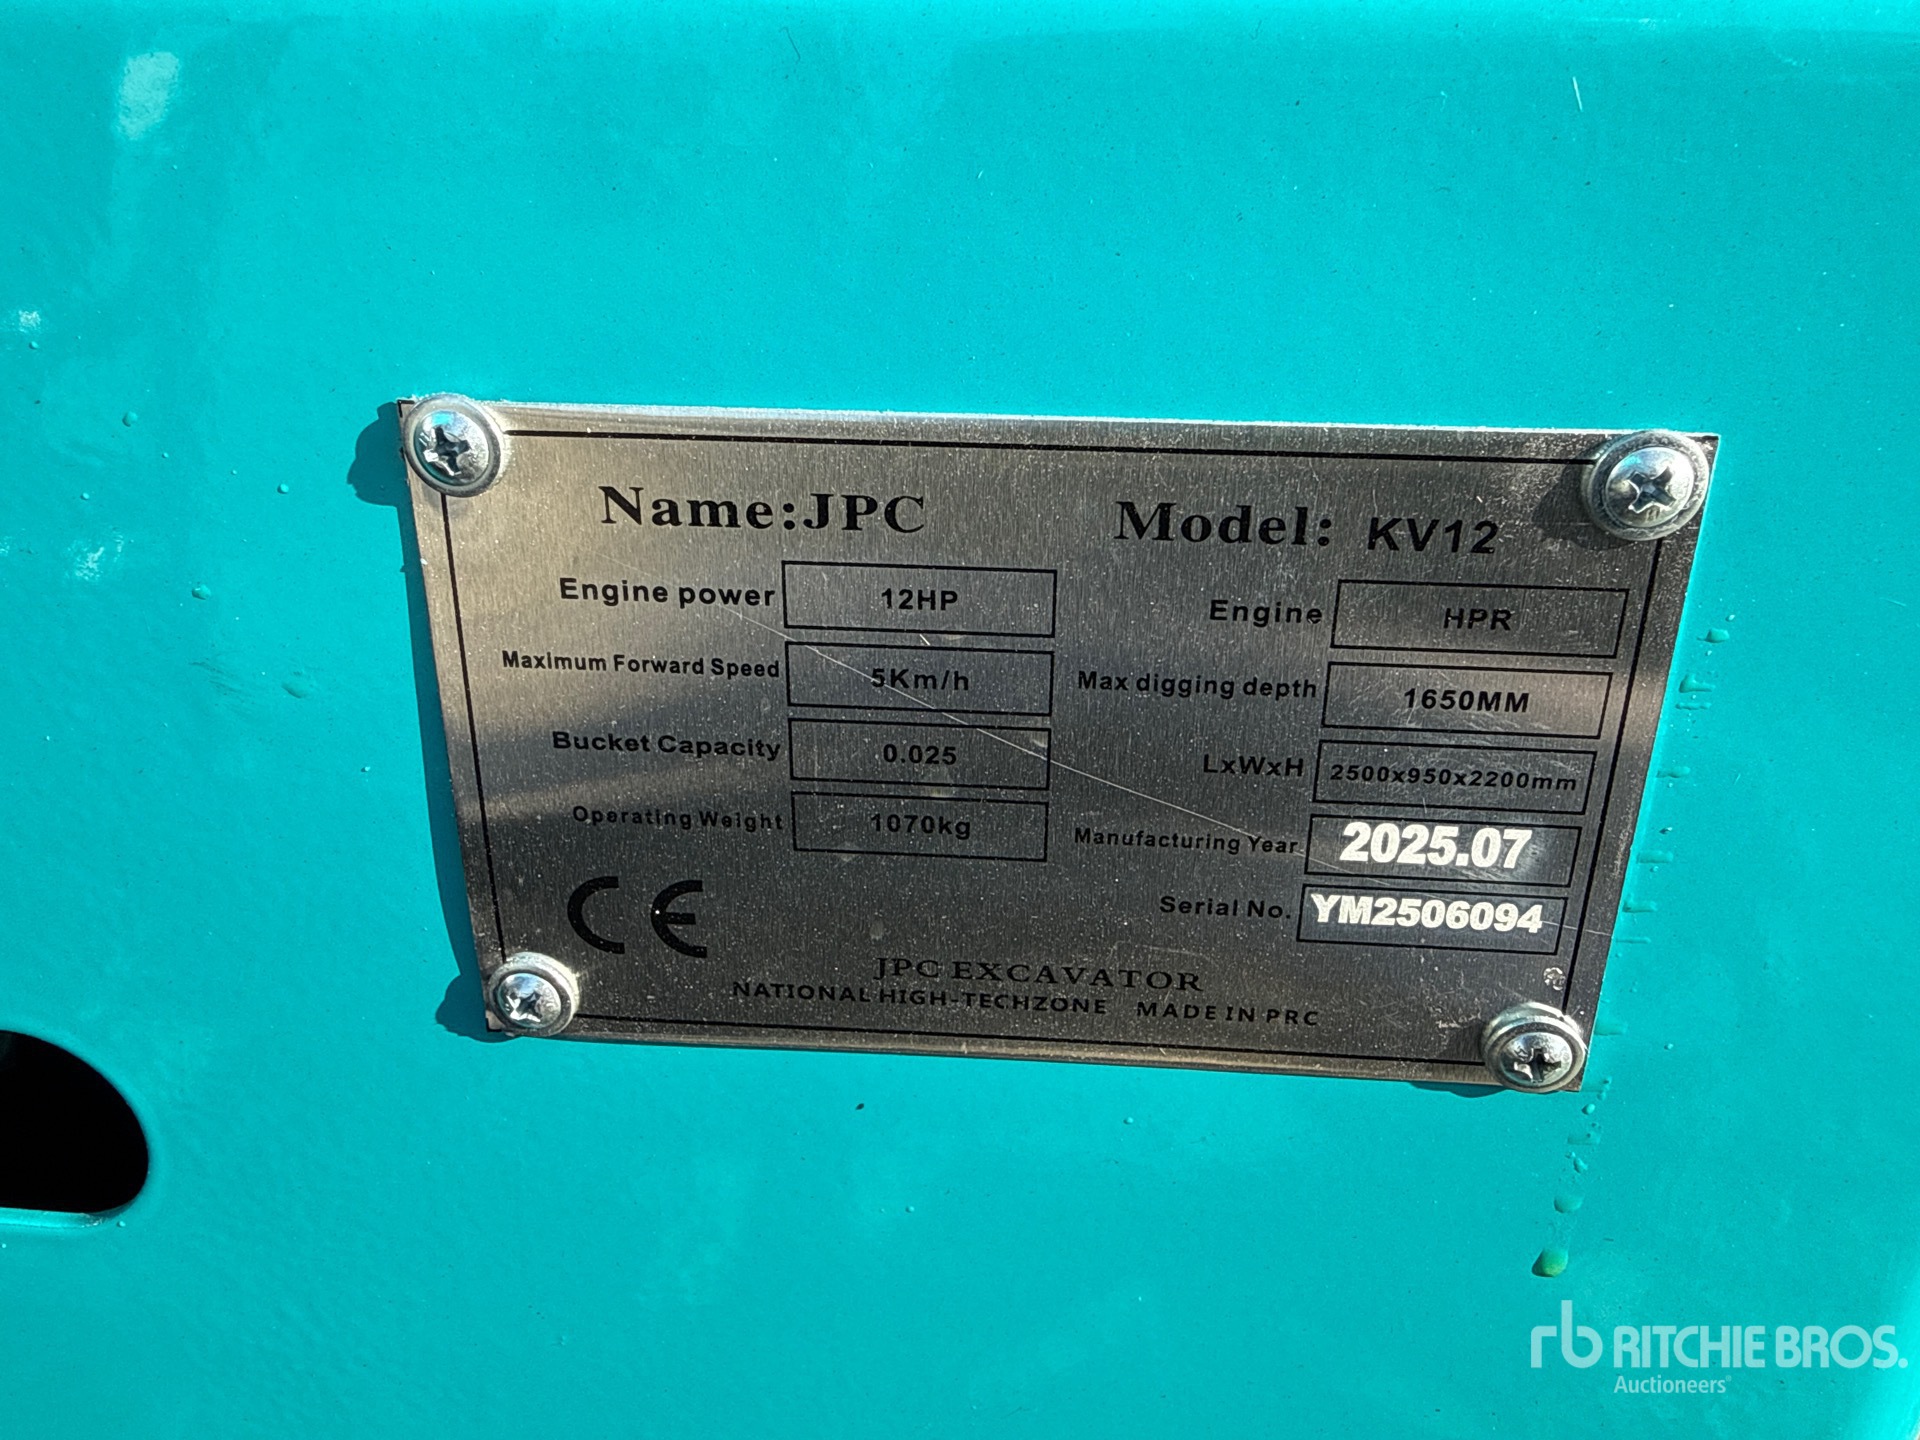 Name:JPC Model: KV12
Engine power 12HP Engine HPR
Maximum Forward Speed 5Km/h Max digging depth 1650MM
Bucket Capacity 0.025 LxWxH 2500x950x2200mm
Operating Weight 1070kg Manufacturing Year 2025.07
CE Serial No. YM2506094
JPC EXCAVATOR
NATIONAL HIGH-TECHZONE MADE IN PRC
rb RITCHIE BROS.
Auctioneers